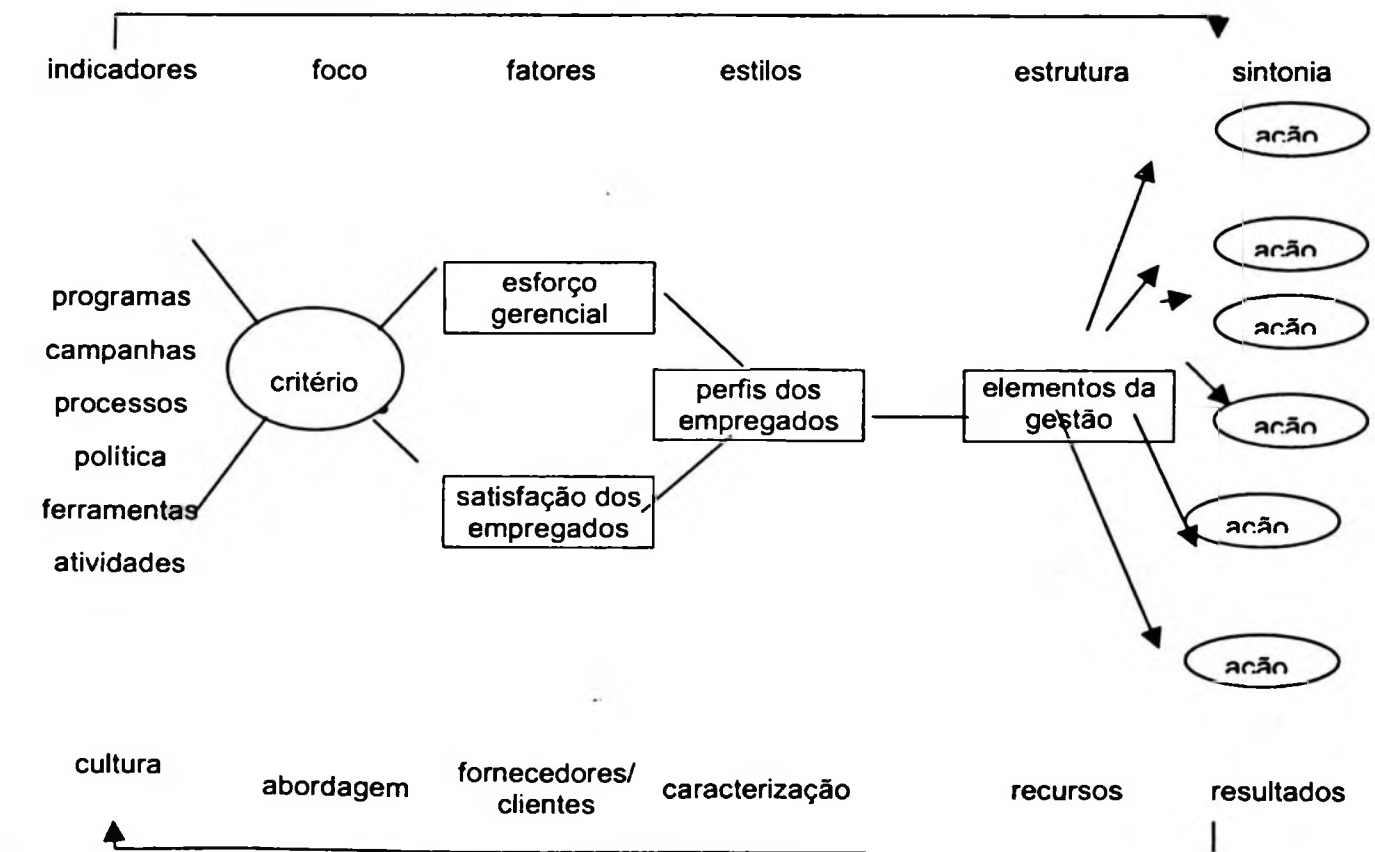 indicadores foco fatores estilos estrutura sintonia
ação
ação
ação
ação
ação
ação
programas
campanhas
processos
política
ferramentas
atividades
critério
esforço
gerencial
satisfação dos
empregados
perfis dos
empregados
elementos da
gestão
cultura
abordagem
fornecedores/
clientes
caracterização
recursos
resultados